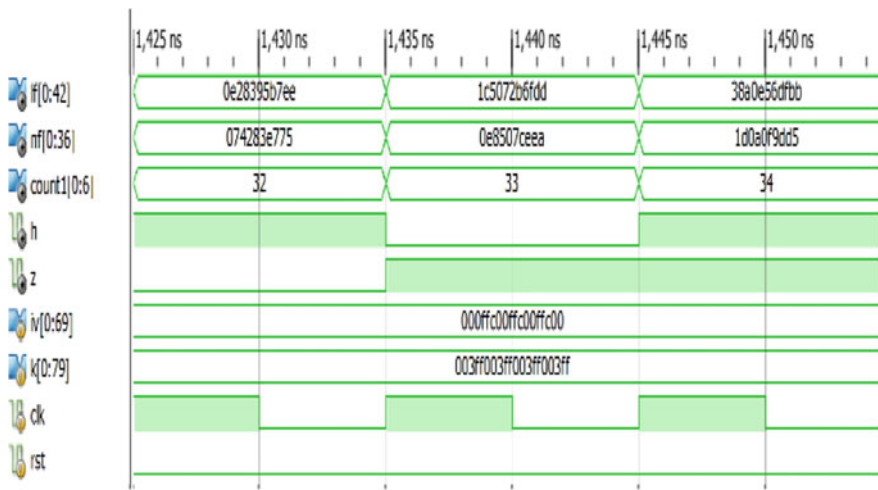 1,425 ns 1,430 ns 1,435 ns 1,440 ns 1,445 ns 1,450 ns
lf[0:42] 0e28395b7ee 1c5072b6fdd 38a0e56dfbb
nf[0:36] 074283e775 0e8507ceea 1d0a0f9dd5
count1[0:6] 32 33 34
h
z
iv[0:69] 000ffc00ffc00ffc00
k[0:79] 003ff003ff003ff003ff
clk
rst